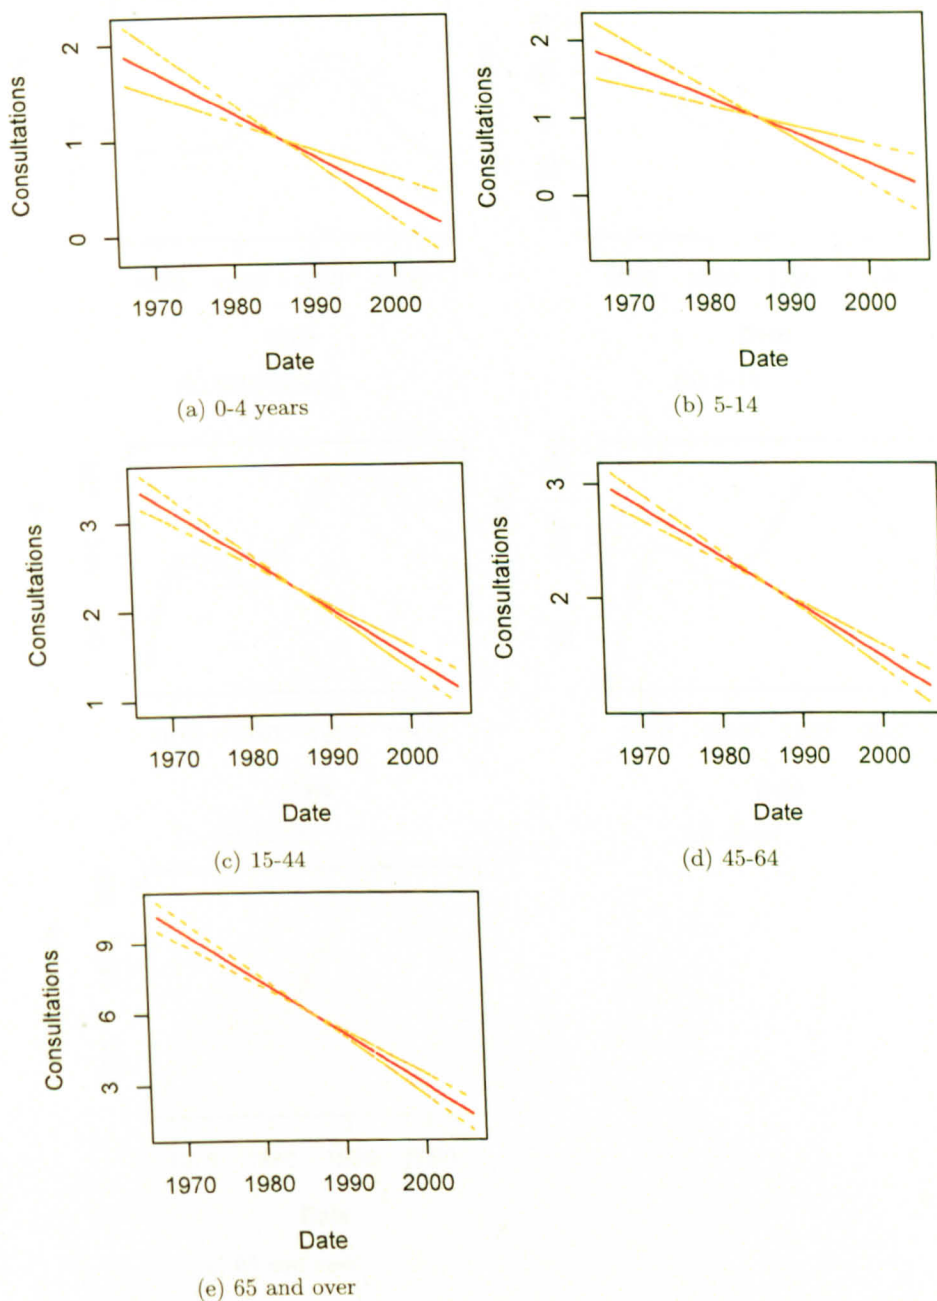 Consultations
2
1
0
1970 1980 1990 2000
Date
(a) 0-4 years
Consultations
2
1
0
1970 1980 1990 2000
Date
(b) 5-14
Consultations
3
2
1
1970 1980 1990 2000
Date
(c) 15-44
Consultations
3
2
1970 1980 1990 2000
Date
(d) 45-64
Consultations
9
6
3
1970 1980 1990 2000
Date
(e) 65 and over